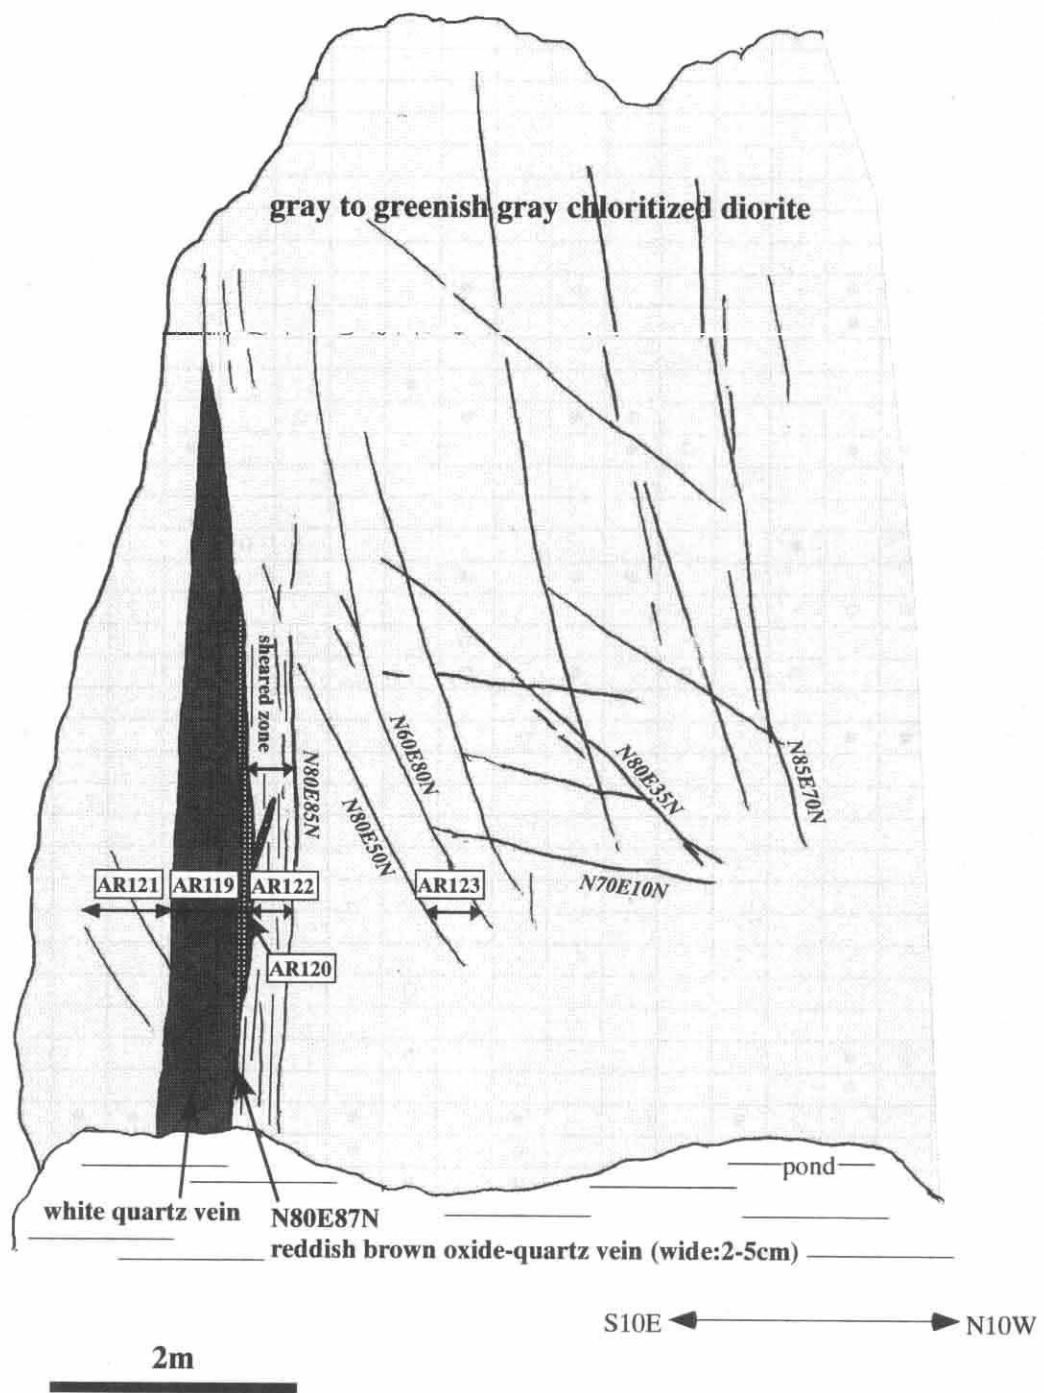 gray to greenish gray chloritized diorite
sheared zone
N80E85N
N80E50N
N60E80N
N80E35N
N85E70N
N70E10N
AR121
AR119
AR122
AR123
AR120
pond
white quartz vein
N80E87N
reddish brown oxide-quartz vein (wide:2-5cm)
S10E
N10W
2m